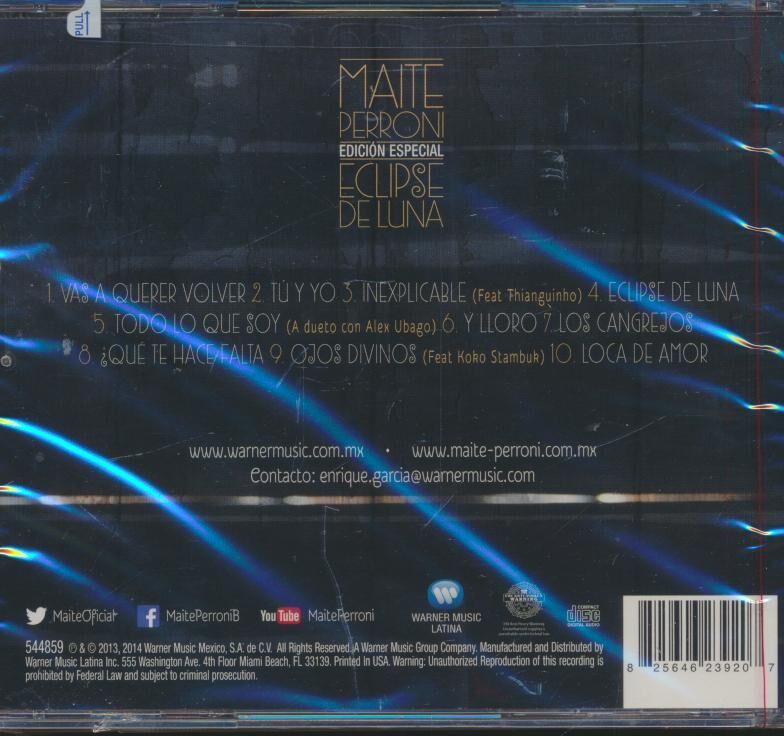 PULL
MAITE
PERRONI
EDICIÓN ESPECIAL
ECLIPSE
DE LUNA
1. VAS A QUERER VOLVER 2. TÚ Y YO 3. INEXPLICABLE (Feat Thianguinho) 4. ECLIPSE DE LUNA
5. TODO LO QUE SOY (A dueto con Alex Ubago) 6. Y LLORO 7. LOS CANGREJOS
8. ¿QUÉ TE HACE FALTA 9. OJOS DIVINOS (Feat Koko Stambuk) 10. LOCA DE AMOR
www.warnermusic.com.mx • www.maite-perroni.com.mx
Contacto: enrique.garcia@warnermusic.com
MaiteOficial MaitePerroniB YouTube MaitePerroni
WARNER MUSIC
LATINA
COMPACT
disc
DIGITAL AUDIO
544859 ℗ & © 2013, 2014 Warner Music Mexico, S.A. de C.V. All Rights Reserved. A Warner Music Group Company. Manufactured and Distributed by
Warner Music Latina Inc. 555 Washington Ave. 4th Floor Miami Beach, FL 33139. Printed In USA. Warning: Unauthorized Reproduction of this recording is
prohibited by Federal Law and subject to criminal prosecution.
8 25646 23920 7